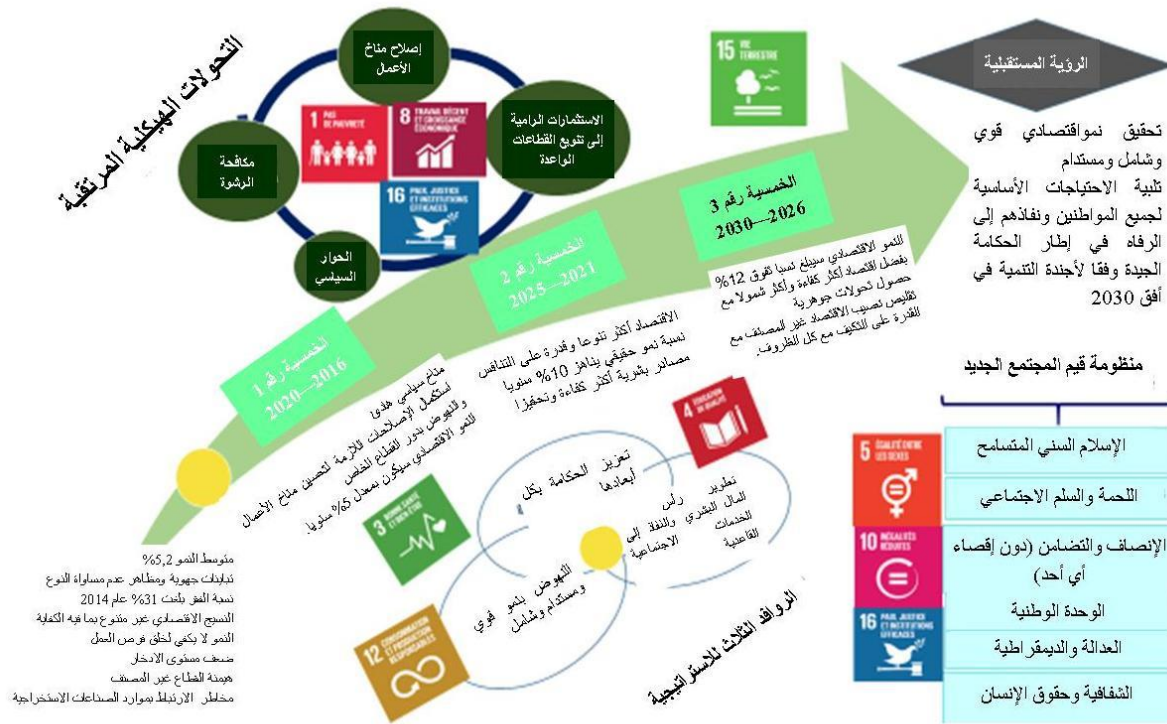 التحولات الهيكلية المرتقبة
إصلاح مناخ
الأعمال
مكافحة
الرشوة
الاستثمارات الرامية
إلى تنويع القطاعات
الواعدة
الحوار
السياسي
1 PAS
DE PAUVRETÉ
8 TRAVAIL DÉCENT
ET CROISSANCE
ÉCONOMIQUE
16 PAIX, JUSTICE
ET INSTITUTIONS
EFFICACES
15 VIE
TERRESTRE
الرؤية المستقبلية
تحقيق نمواقتصادي قوي
وشامل ومستدام
تلبية الاحتياجات الأساسية
لجميع المواطنين ونفاذهم إلى
الرفاه في إطار الحكامة
الجيدة وفقا لأجندة التنمية في
أفق 2030
الخمسية رقم 3
2026—2030
النمو الاقتصادي سيبلغ نسبا تفوق 12%
بفضل اقتصاد أكثر كفاءة وأكثر شمولا مع
حصول تحولات جوهرية
تقليص نصيب الاقتصاد غير المصنف مع
القدرة على التكيف مع كل الظروف.
الخمسية رقم 2
2021—2025
الاقتصاد أكثر تنوعا وقدرة على التنافس
نسبة نمو حقيقي يناهز 10% سنويا
مصادر بشرية أكثر كفاءة وتحفيزا
الخمسية رقم 1
2016—2020
مناخ سياسي هادئ
استكمال الإصلاحات اللازمة لتحسين مناخ الأعمال
والنهوض بدور القطاع الخاص
النمو الاقتصادي سيكون بمعدل 5% سنويا.
متوسط النمو 5,2%
تباينات جهوية ومظاهر عدم مساواة النوع
نسبة الفقر بلغت 31% عام 2014
النسيج الاقتصادي غير متنوع بما فيه الكفاية
النمو لا يكفي لخلق فرص العمل
ضعف مستوى الادخار
هيمنة القطاع غير المصنف
مخاطر الارتباط بموارد الصناعات الاستخراجية
3 BONNE SANTÉ
ET BIEN-ÊTRE
4 ÉDUCATION
DE QUALITÉ
12 CONSOMMATION
ET PRODUCTION
RESPONSABLES
تعزيز الحكامة بكل
أبعادها
تطوير رأس
المال البشري والنفاذ إلى
الخدمات الاجتماعية
القاعدية
النهوض بنمو قوي
ومستدام وشامل
الروافد الثلاث للاستراتيجية
منظومة قيم المجتمع الجديد
5 ÉGALITÉ ENTRE
LES SEXES
10 INÉGALITÉS
RÉDUITES
16 PAIX, JUSTICE
ET INSTITUTIONS
EFFICACES
الإسلام السني المتسامح
اللحمة والسلم الاجتماعي
الإنصاف والتضامن (دون إقصاء
أي أحد)
الوحدة الوطنية
العدالة والديمقراطية
الشفافية وحقوق الإنسان